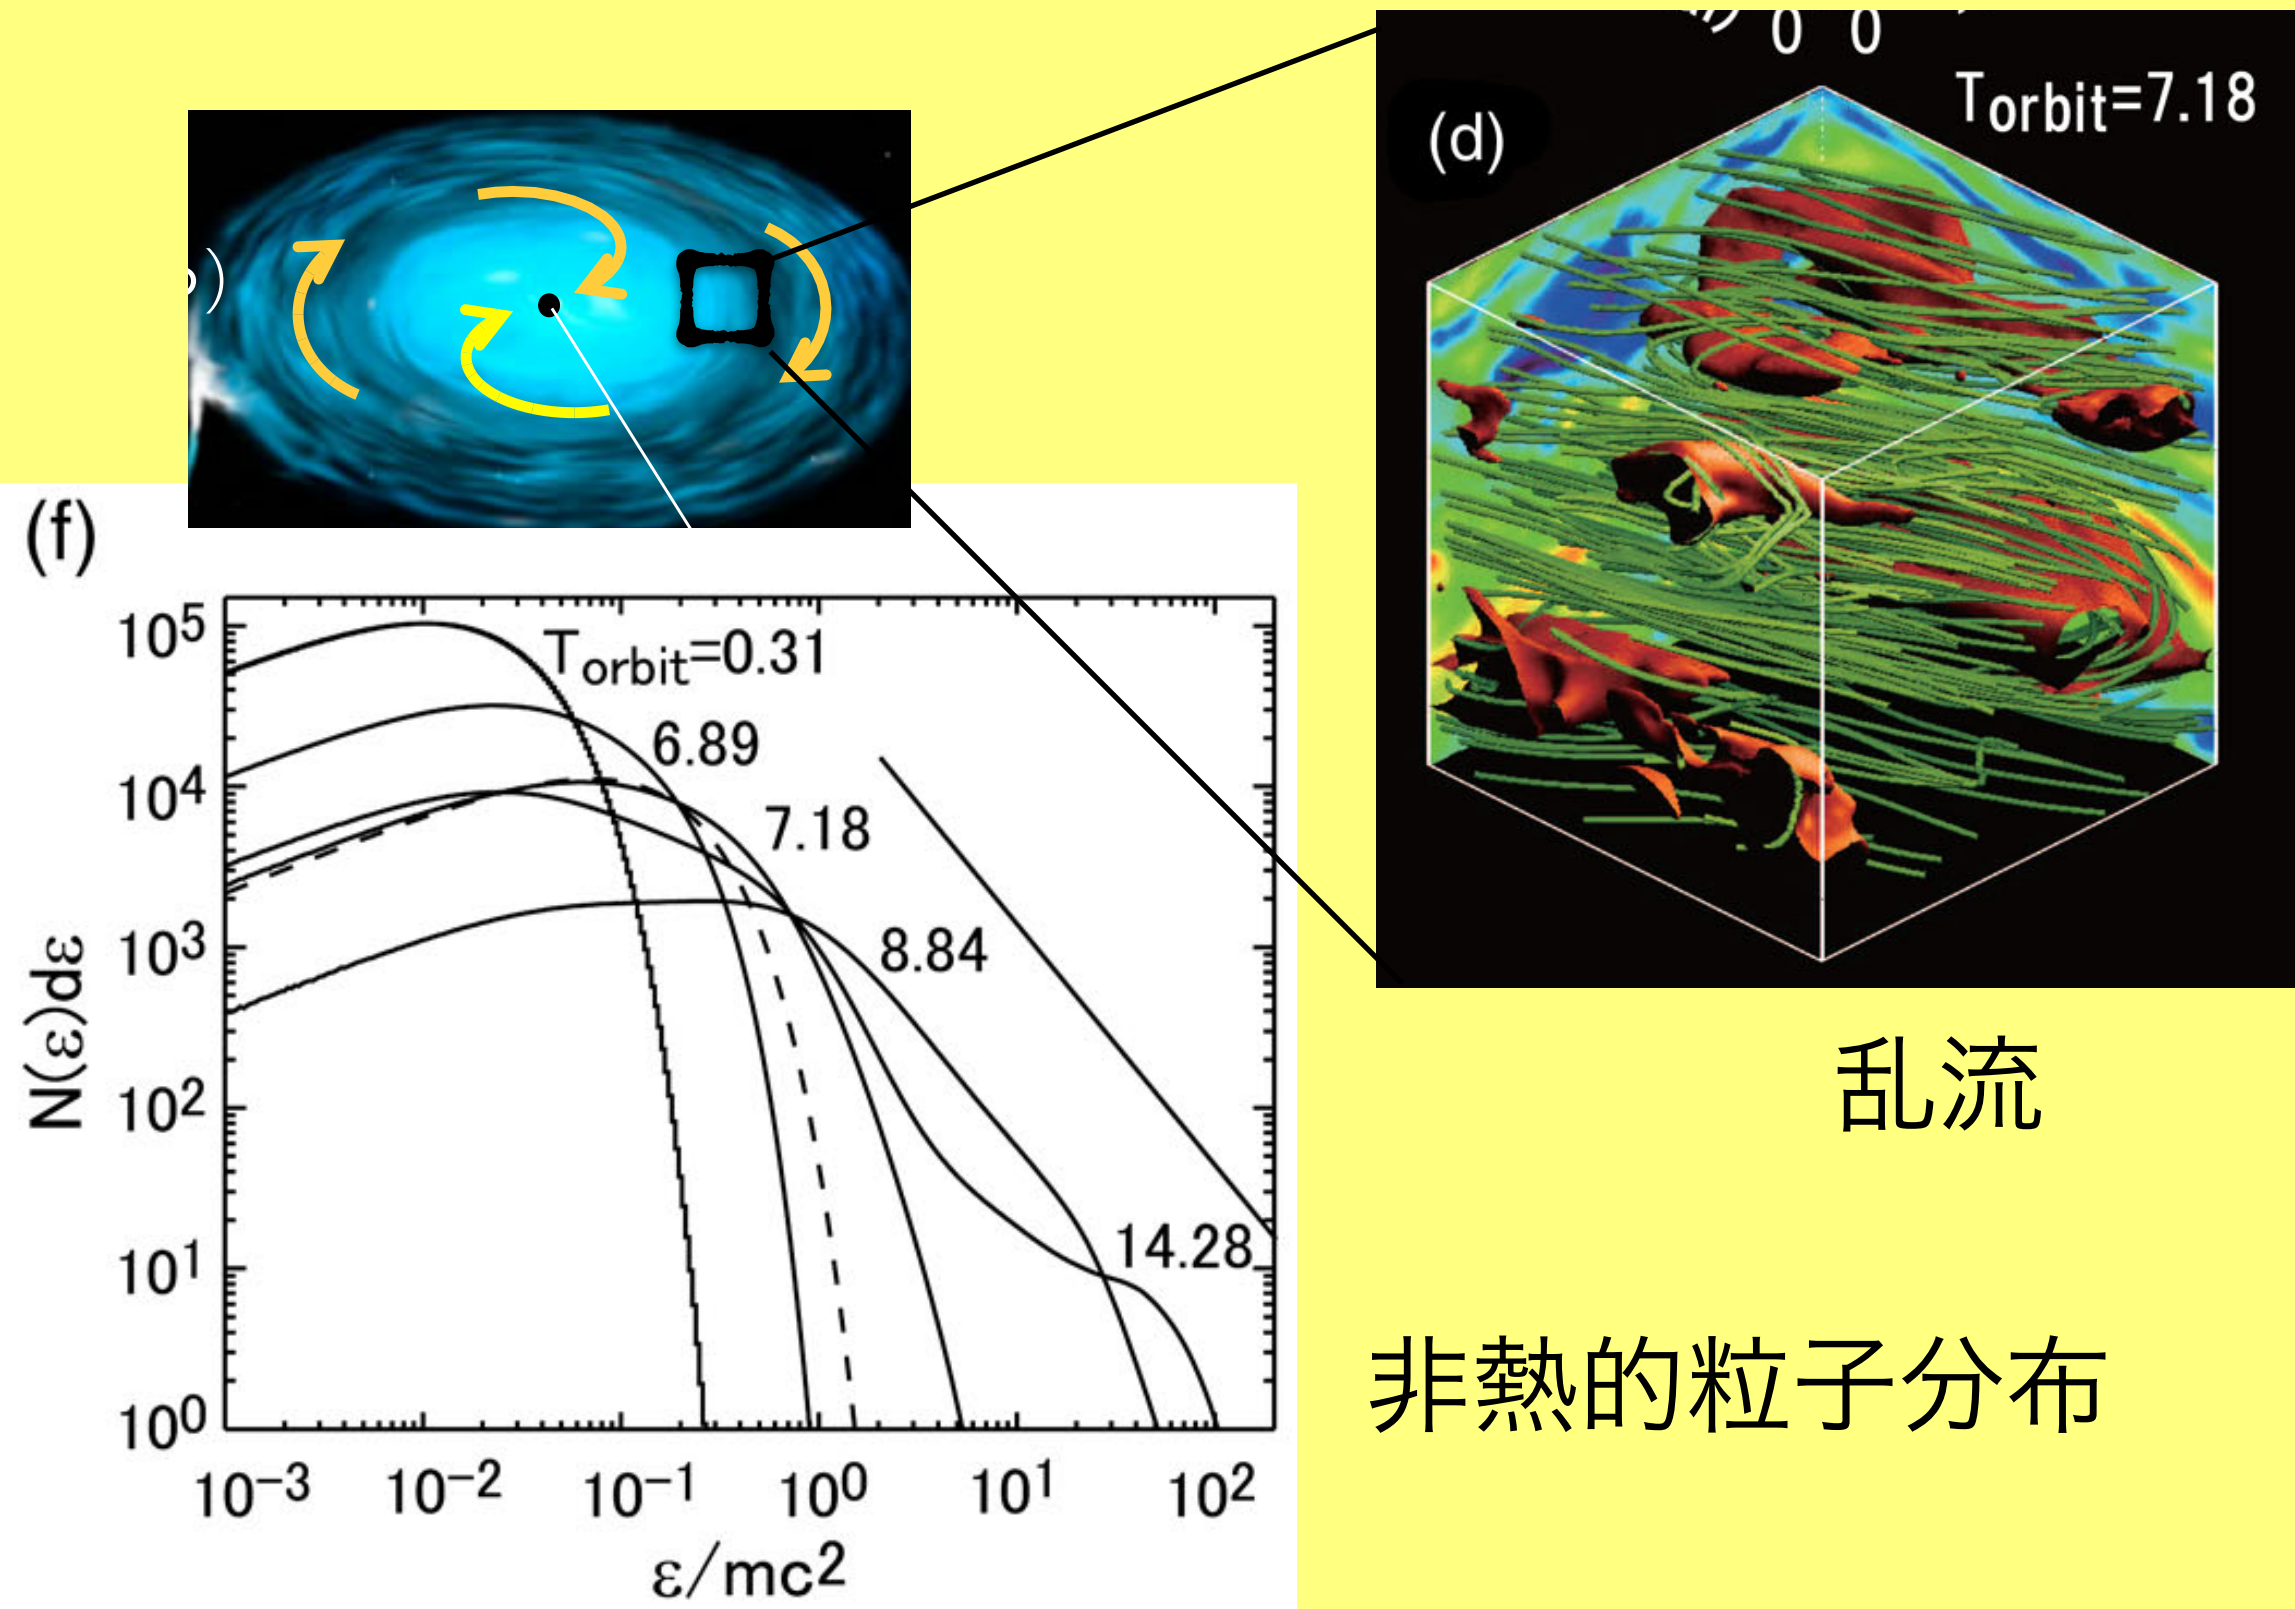 0 0
Torbit=7.18
(d)
)
(f)
10⁵
10⁴
10³
10²
10¹
10⁰
N(ε)dε
Torbit=0.31
6.89
7.18
8.84
14.28
10⁻³ 10⁻² 10⁻¹ 10⁰ 10¹ 10²
ε/mc²
乱流
非熱的粒子分布